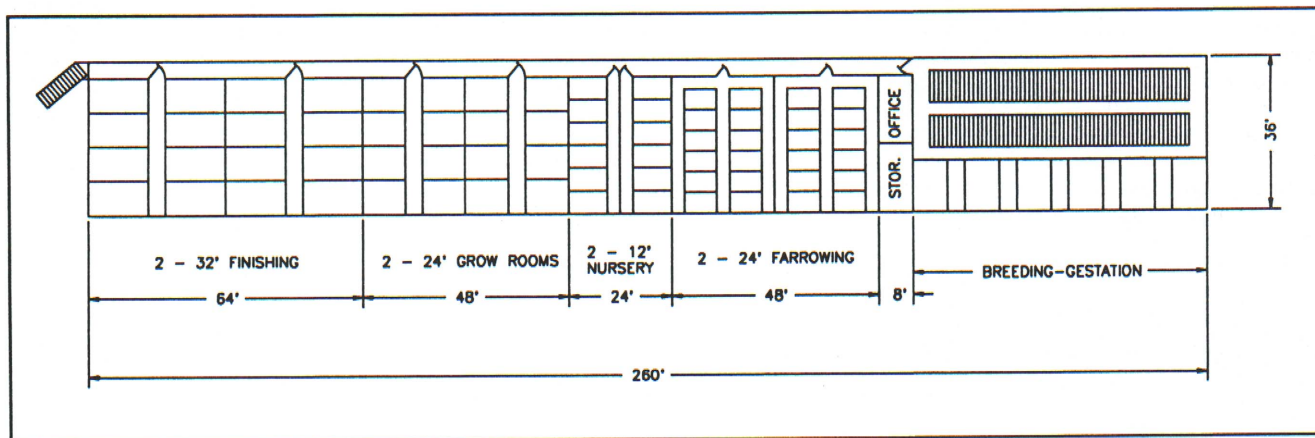 OFFICE
STOR.
36'
2 - 32' FINISHING
2 - 24' GROW ROOMS
2 - 12'
NURSERY
2 - 24' FARROWING
BREEDING-GESTATION
64'
48'
24'
48'
8'
260'